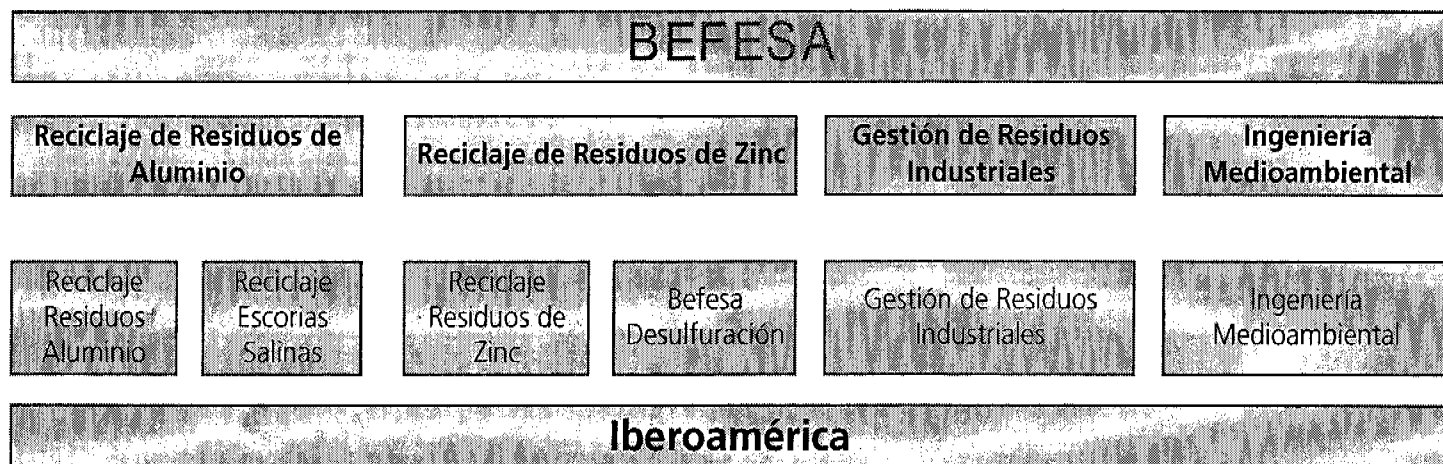 BEFESA
Reciclaje de Residuos de
Aluminio
Reciclaje de Residuos de Zinc
Gestión de Residuos
Industriales
Ingeniería
Medioambiental
Reciclaje
Residuos
Aluminio
Reciclaje
Escorias
Salinas
Reciclaje
Residuos de
Zinc
Befesa
Desulfuración
Gestión de Residuos
Industriales
Ingeniería
Medioambiental
Iberoamérica